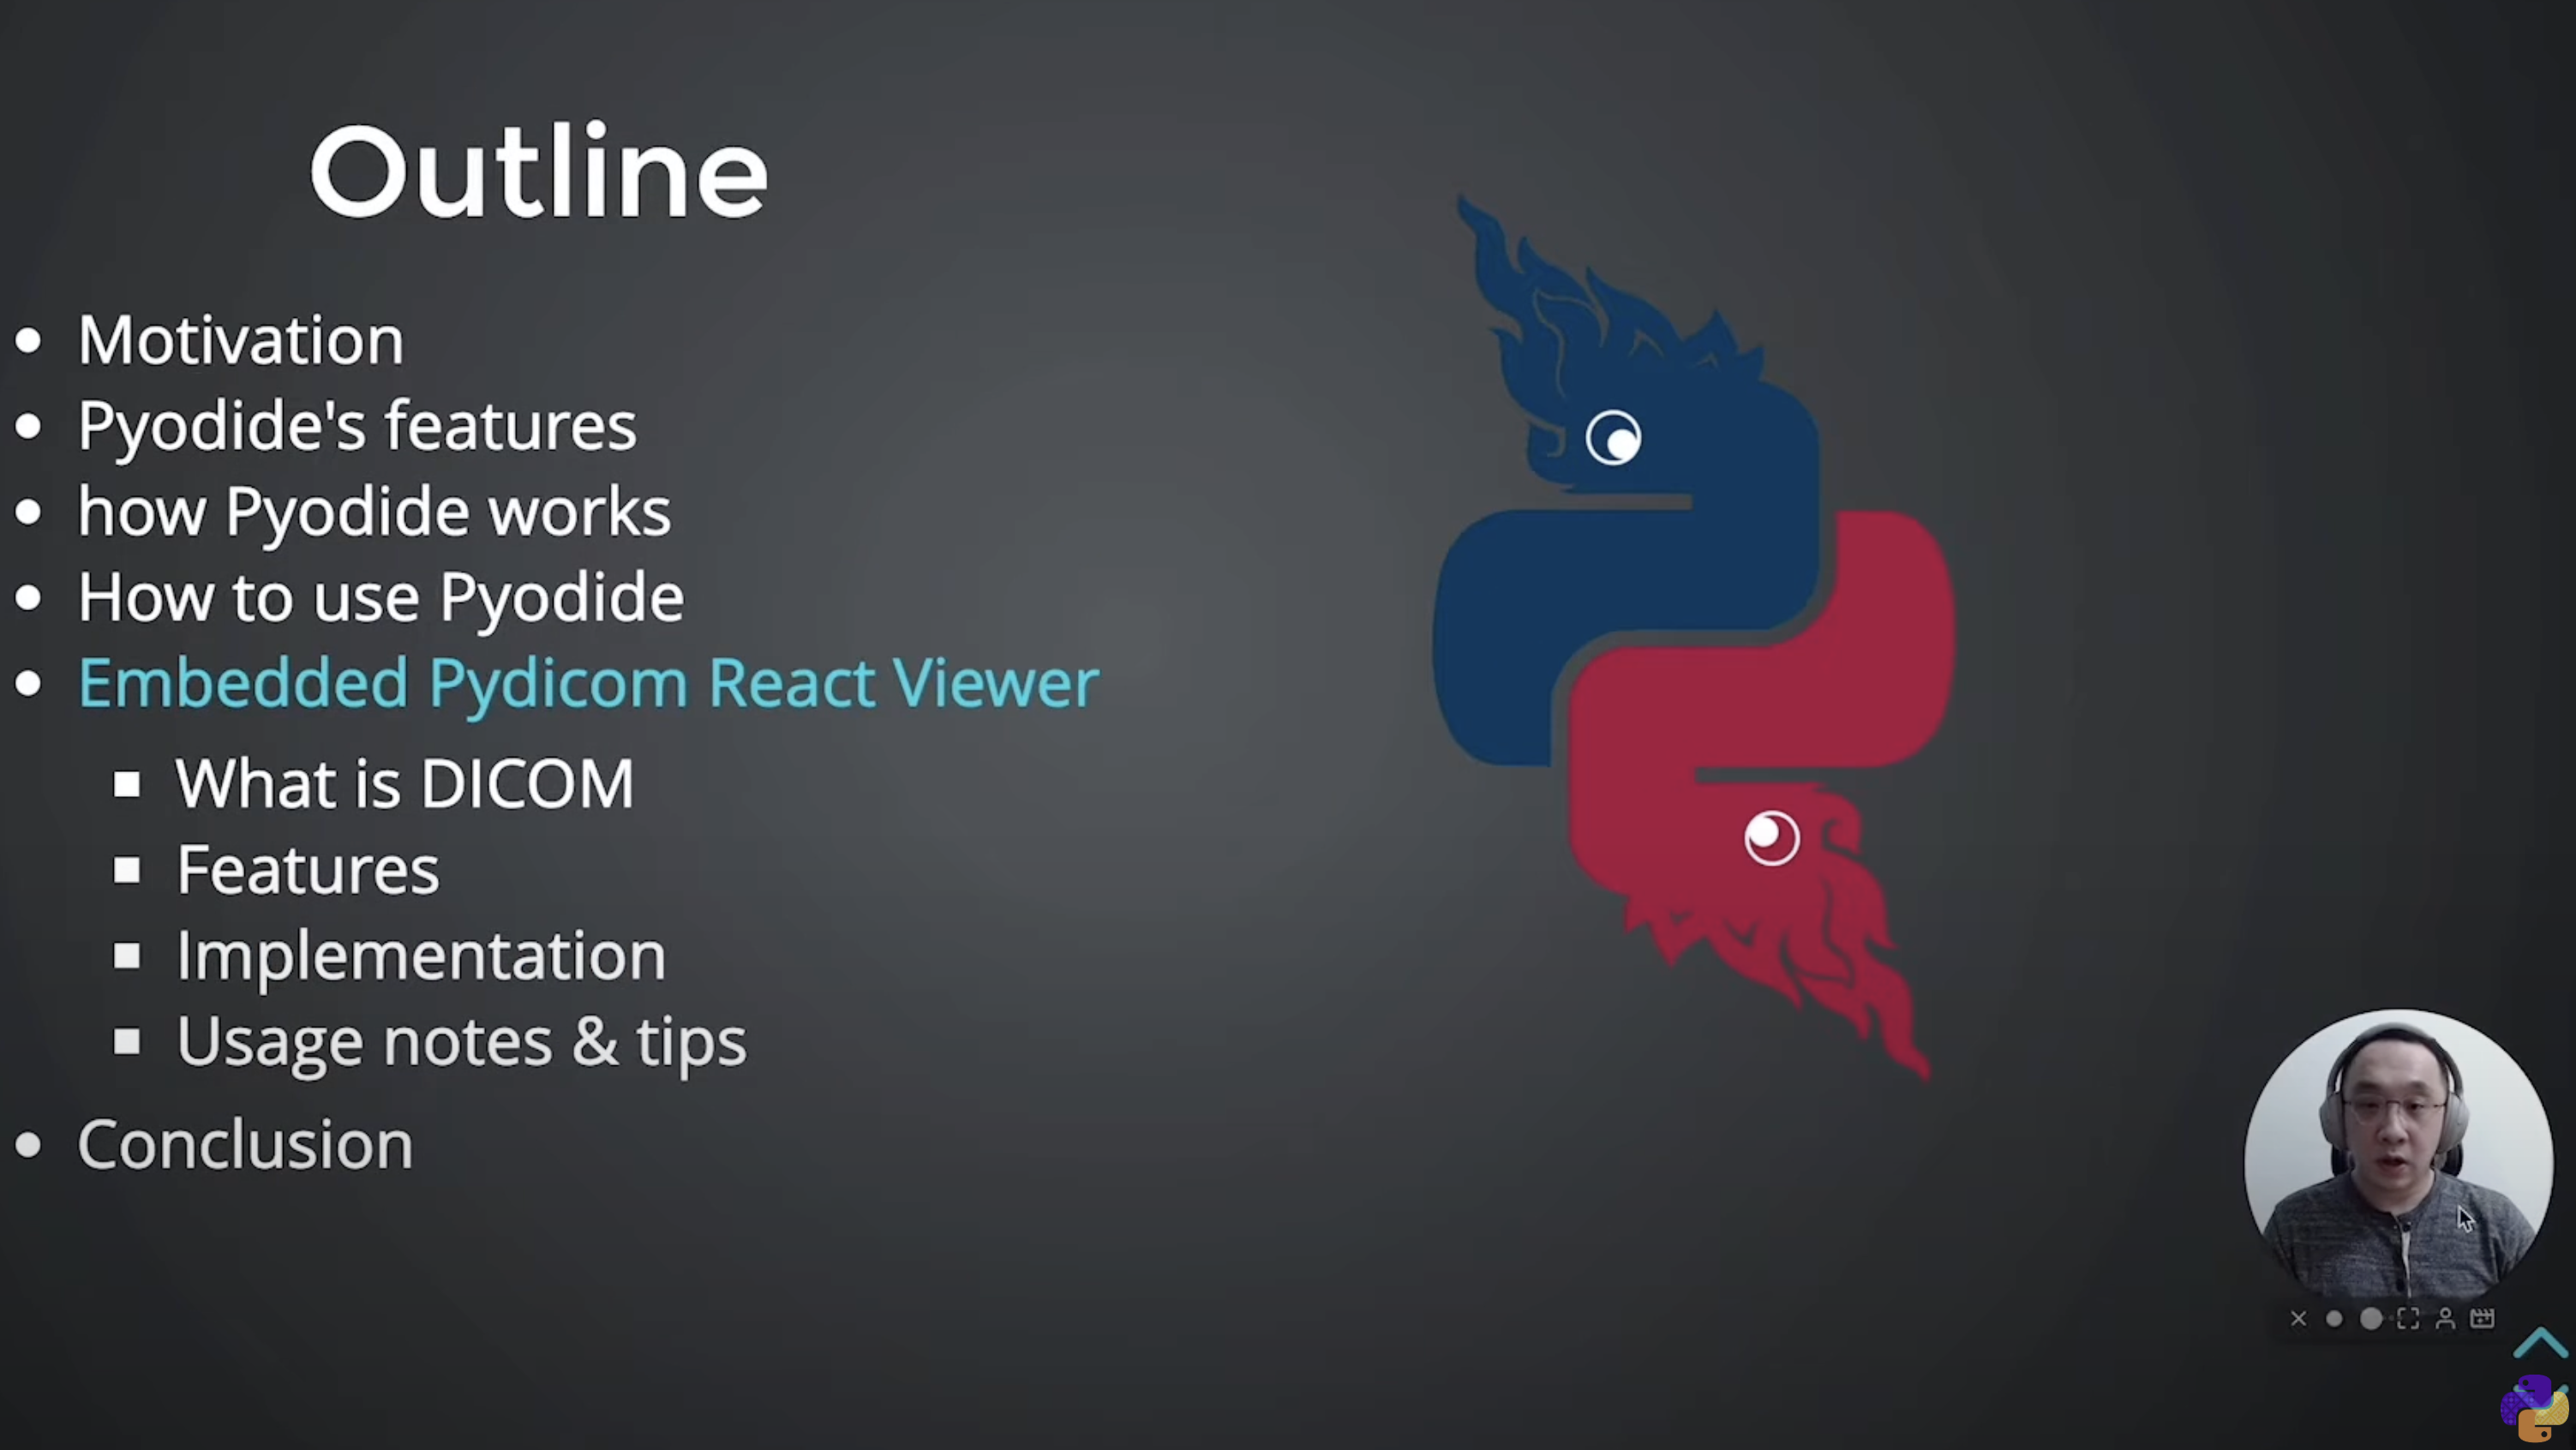 Outline
Motivation
Pyodide's features
how Pyodide works
How to use Pyodide
Embedded Pydicom React Viewer
What is DICOM
Features
Implementation
Usage notes & tips
Conclusion